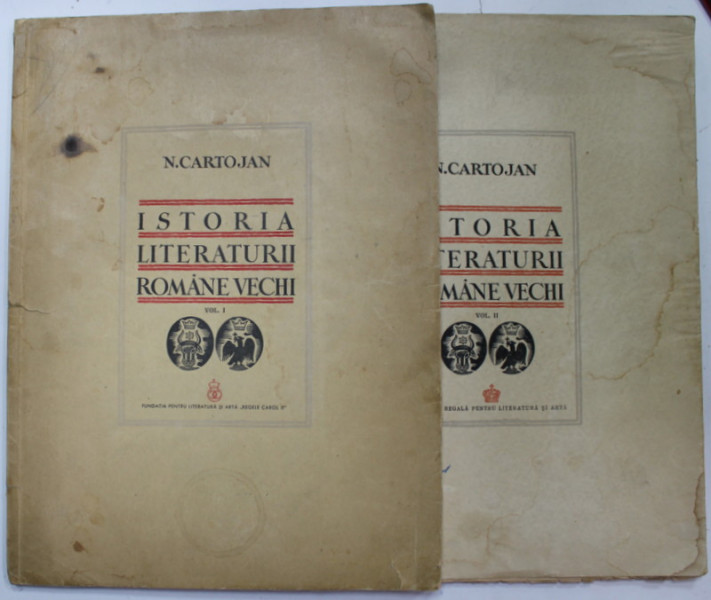 N. CARTOJAN
ISTORIA
LITERATURII
ROMÂNE VECHI
VOL. I
FUNDAȚIA PENTRU LITERATURĂ ȘI ARTĂ „REGELE CAROL II”
N. CARTOJAN
TORIA
TERATURII
MÂNE VECHI
VOL. II
REGALĂ PENTRU LITERATURĂ ȘI ARTĂ